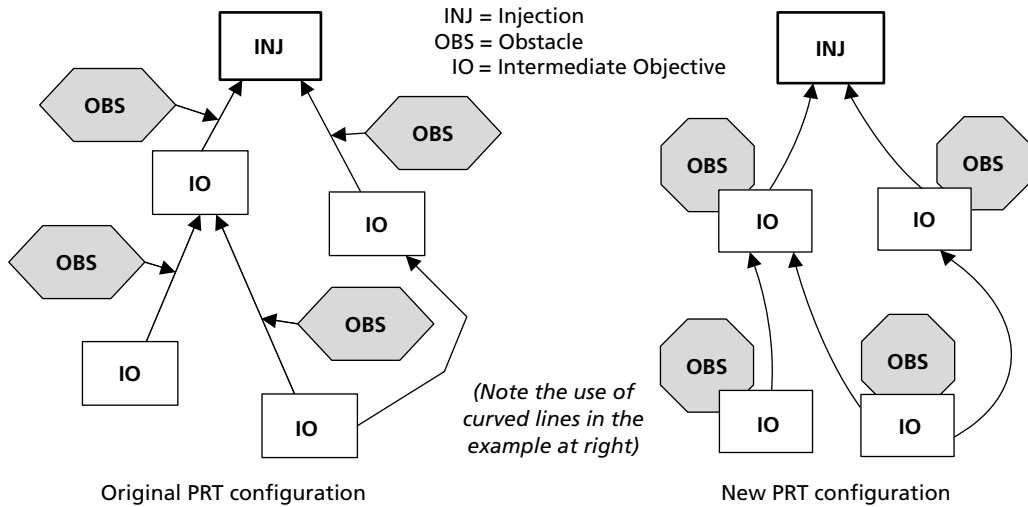 INJ = Injection
OBS = Obstacle
IO = Intermediate Objective
INJ
OBS
OBS
IO
IO
OBS
OBS
IO
IO
Original PRT configuration
(Note the use of
curved lines in the
example at right)
INJ
OBS
OBS
IO
IO
OBS
OBS
IO
IO
New PRT configuration